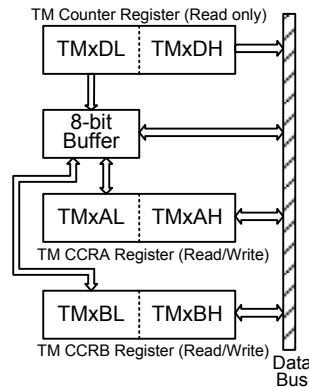 TM Counter Register (Read only)
TMxDL TMxDH
8-bit
Buffer
TMxAL TMxAH
TM CCRA Register (Read/Write)
TMxBL TMxBH
TM CCRB Register (Read/Write)
Data
Bus